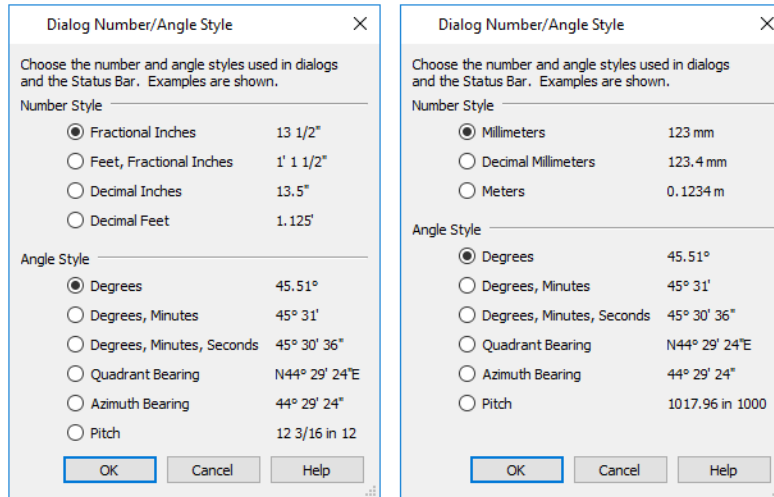 Dialog Number/Angle Style
Choose the number and angle styles used in dialogs
and the Status Bar. Examples are shown.
Number Style
Fractional Inches 13 1/2"
Feet, Fractional Inches 1' 1 1/2"
Decimal Inches 13.5"
Decimal Feet 1.125'
Angle Style
Degrees 45.51°
Degrees, Minutes 45° 31'
Degrees, Minutes, Seconds 45° 30' 36"
Quadrant Bearing N44° 29' 24"E
Azimuth Bearing 44° 29' 24"
Pitch 12 3/16 in 12
OK Cancel Help
Dialog Number/Angle Style
Choose the number and angle styles used in dialogs
and the Status Bar. Examples are shown.
Number Style
Millimeters 123 mm
Decimal Millimeters 123.4 mm
Meters 0.1234 m
Angle Style
Degrees 45.51°
Degrees, Minutes 45° 31'
Degrees, Minutes, Seconds 45° 30' 36"
Quadrant Bearing N44° 29' 24"E
Azimuth Bearing 44° 29' 24"
Pitch 1017.96 in 1000
OK Cancel Help